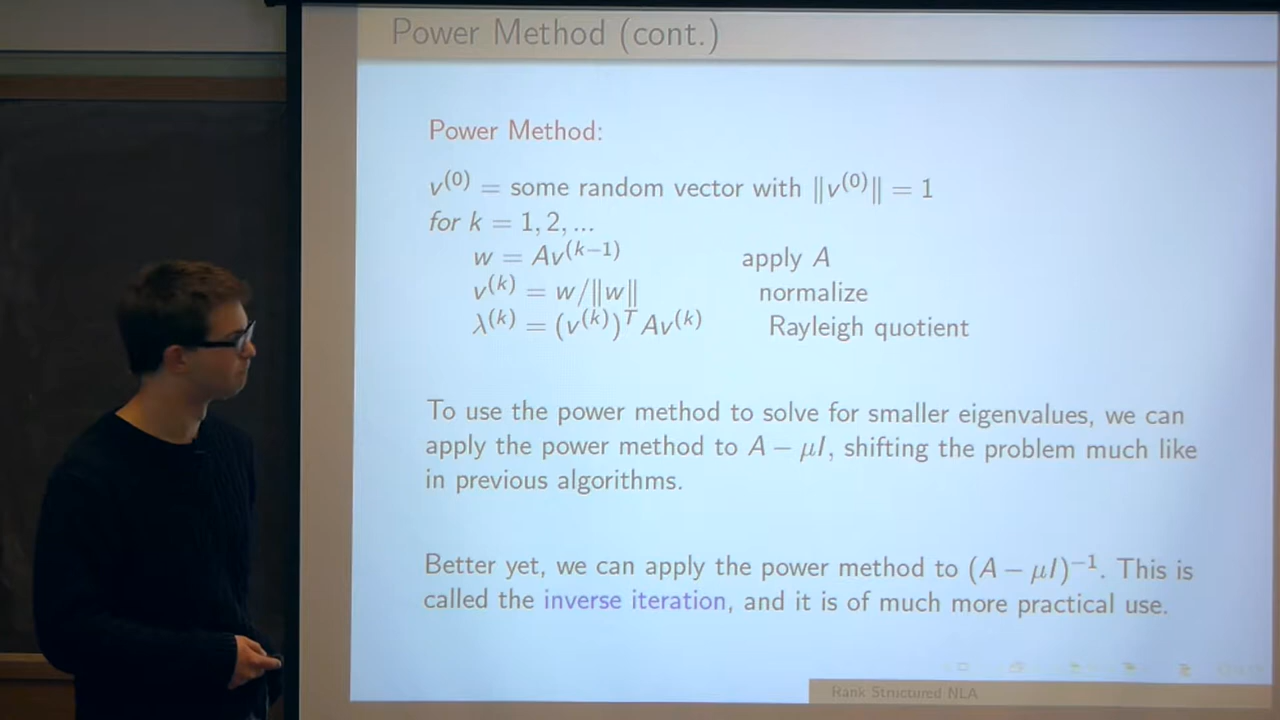 Power Method (cont.)
Power Method:
v⁽⁰⁾ = some random vector with ‖v⁽⁰⁾‖ = 1
for k = 1, 2, ...
w = Av⁽ᵏ⁻¹⁾ apply A
v⁽ᵏ⁾ = w/‖w‖ normalize
λ⁽ᵏ⁾ = (v⁽ᵏ⁾)ᵀ Av⁽ᵏ⁾ Rayleigh quotient
To use the power method to solve for smaller eigenvalues, we can
apply the power method to A − μI, shifting the problem much like
in previous algorithms.
Better yet, we can apply the power method to (A − μI)⁻¹. This is
called the inverse iteration, and it is of much more practical use.
Rank Structured NLA